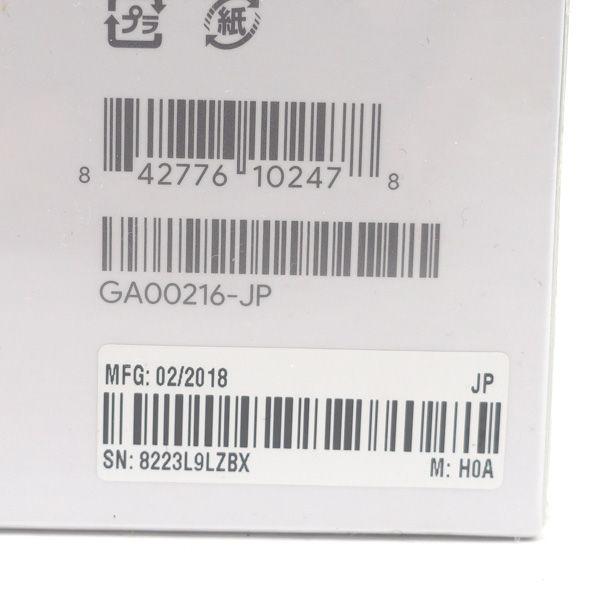 プラ 紙
8 42776 10247 8
GA00216-JP
MFG: 02/2018 JP
SN: 8223L9LZBX M: H0A